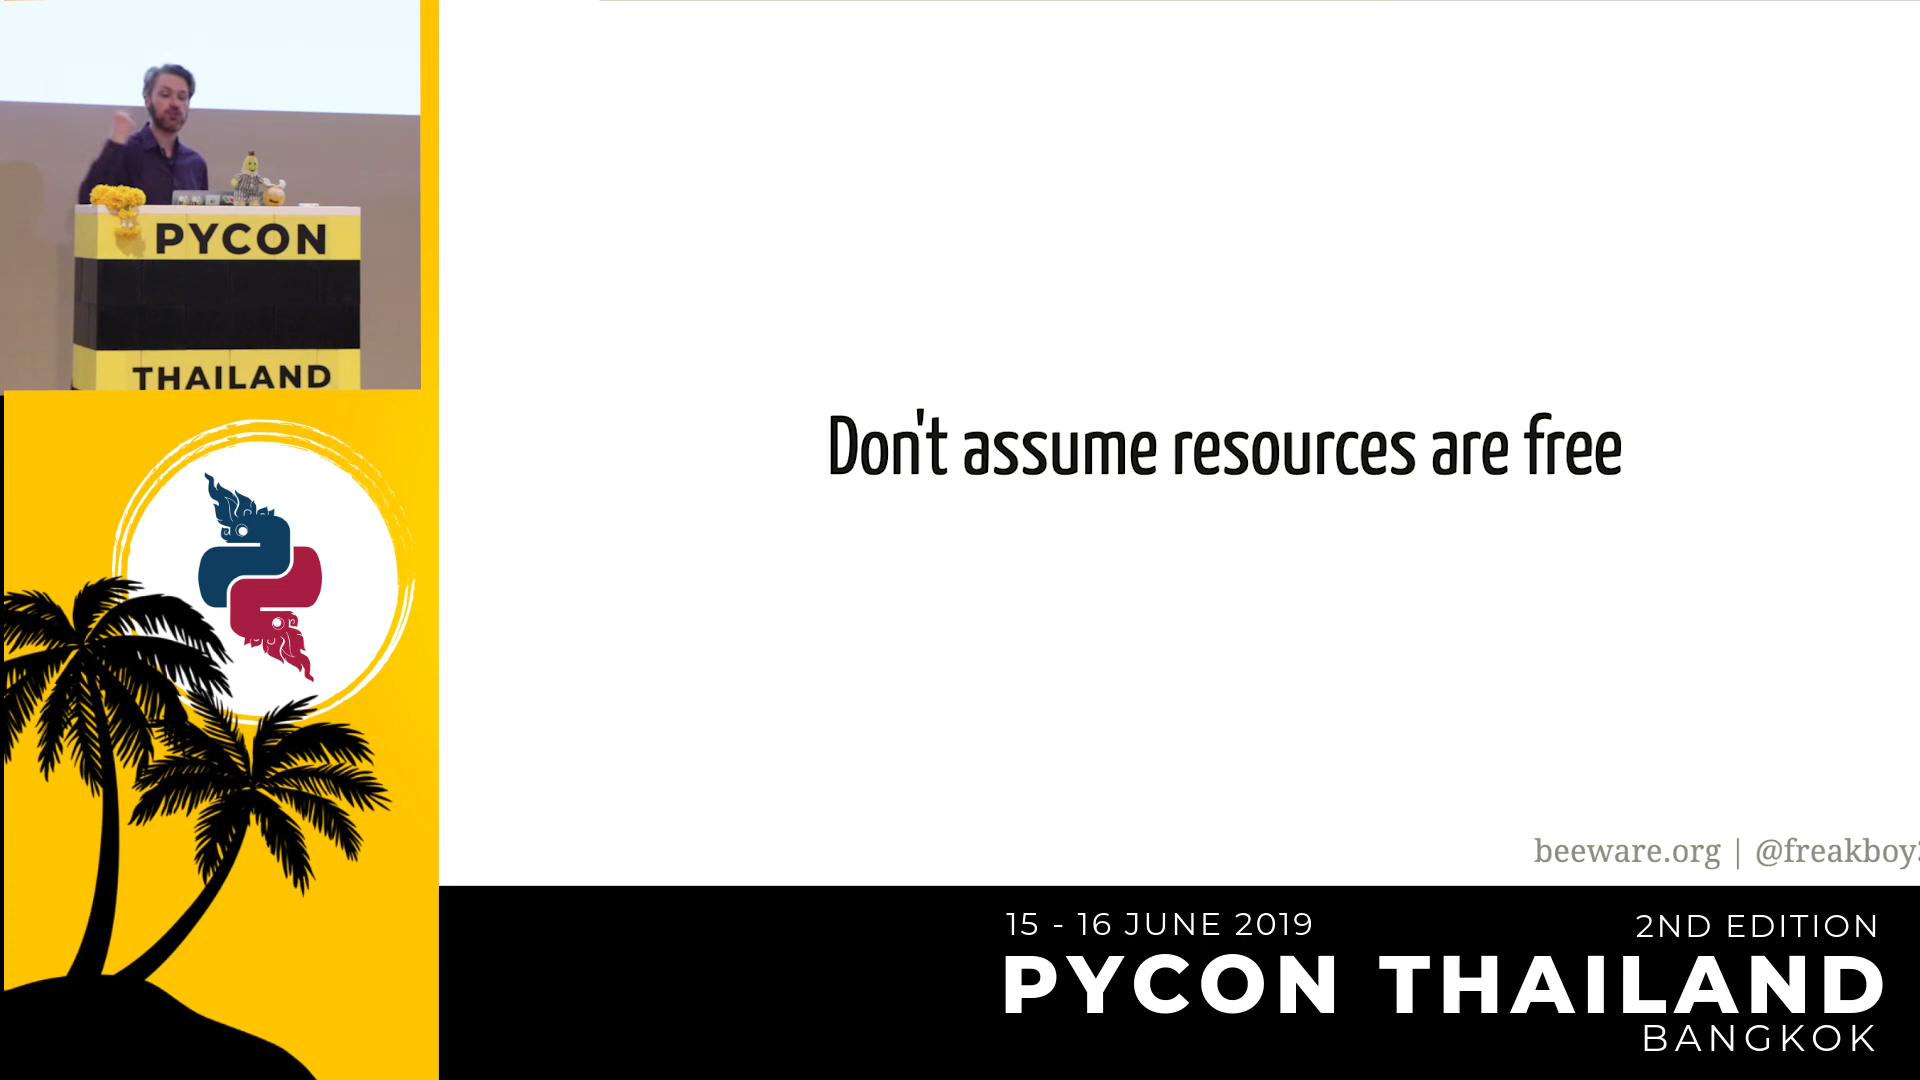 PYCON
THAILAND
Don't assume resources are free
beeware.org | @freakboy
15 - 16 JUNE 2019
2ND EDITION
PYCON THAILAND
BANGKOK